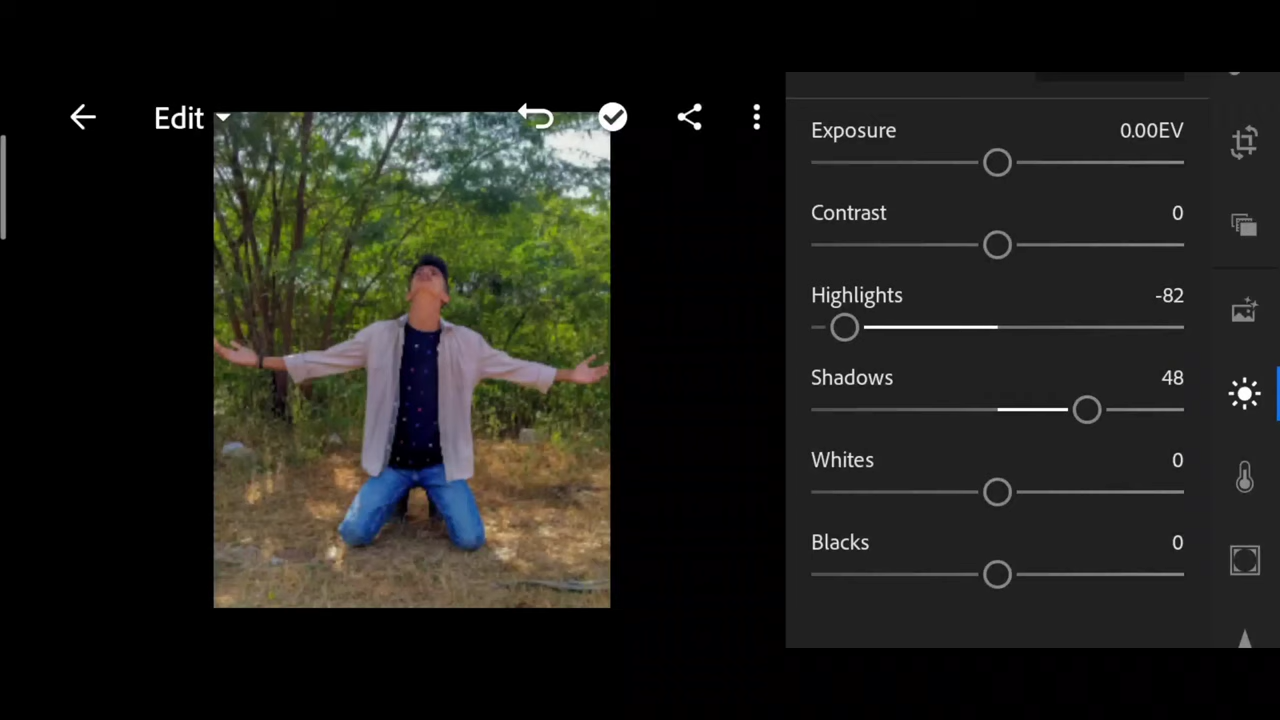 Edit
Exposure 0.00EV
Contrast 0
Highlights -82
Shadows 48
Whites 0
Blacks 0